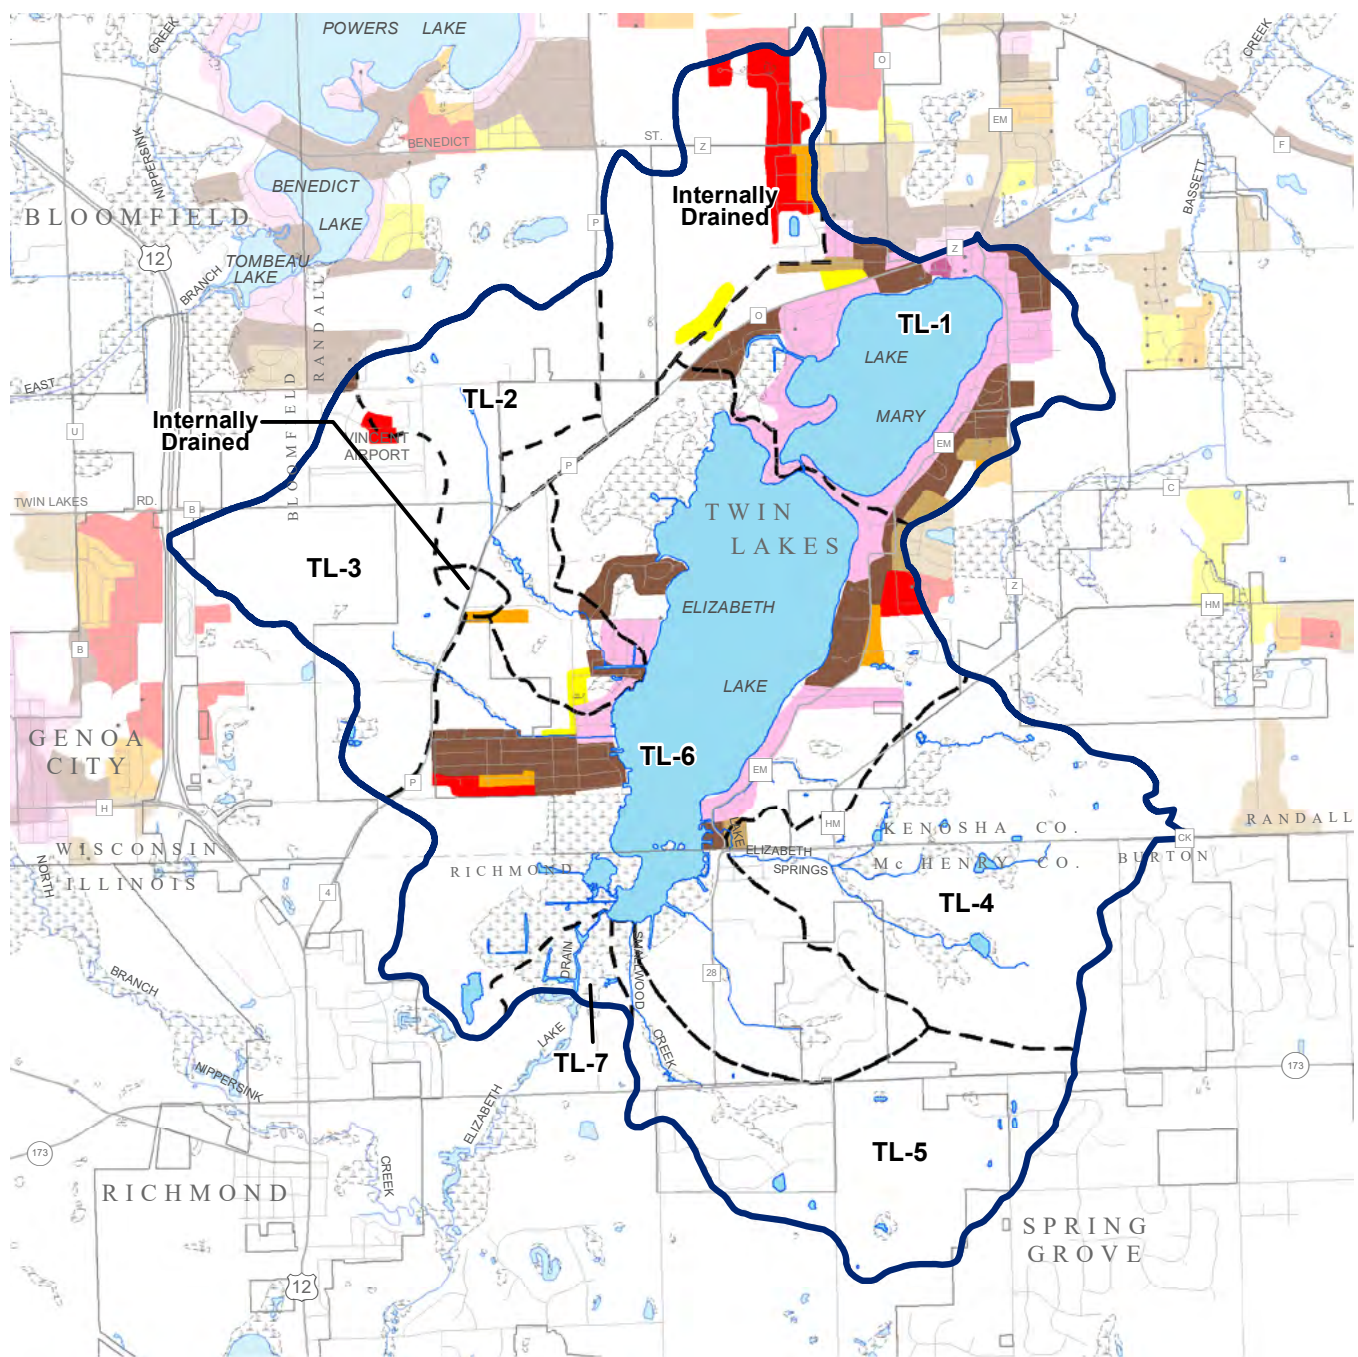 POWERS LAKE
CREEK
CREEK
O
EM
ST.
Z
BENEDICT
F
NIPPERSINK
BENEDICT
LAKE
Internally
Drained
BASSETT
BLOOMFIELD
P
12
TOMBEAU
LAKE
Z
BRANCH
RANDALL
O
TL-1
LAKE
EAST
BLOOMFIELD
TL-2
MARY
Internally
Drained
U
VINCENT
AIRPORT
EM
P
TWIN LAKES RD.
B
C
TWIN
LAKES
TL-3
Z
ELIZABETH
HM
B
LAKE
GENOA
CITY
TL-6
EM
P
H
HM
LAKE
KENOSHA CO.
RANDALL
CK
WISCONSIN
ELIZABETH
Mc HENRY CO.
BURTON
NORTH
ILLINOIS
RICHMOND
SPRINGS
4
TL-4
DRAIN
SMALLWOOD
28
BRANCH
LAKE
TL-7
CREEK
NIPPERSINK
173
ELIZABETH
173
TL-5
CREEK
RICHMOND
SPRING
GROVE
12